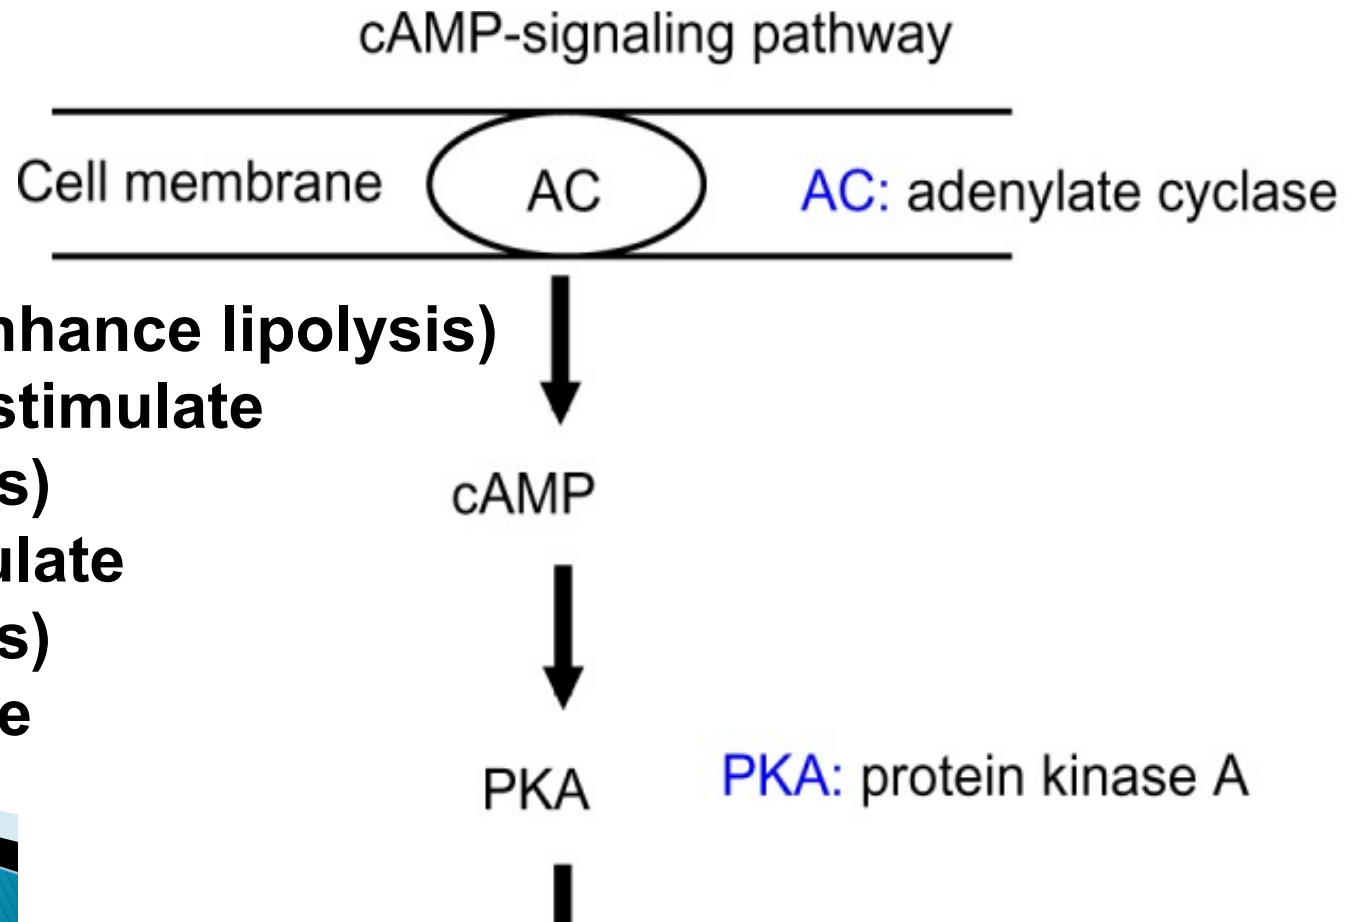 cAMP-signaling pathway
Cell membrane
AC
AC: adenylate cyclase
nhance lipolysis)
stimulate
s)
cAMP
ulate
s)
e
PKA
PKA: protein kinase A